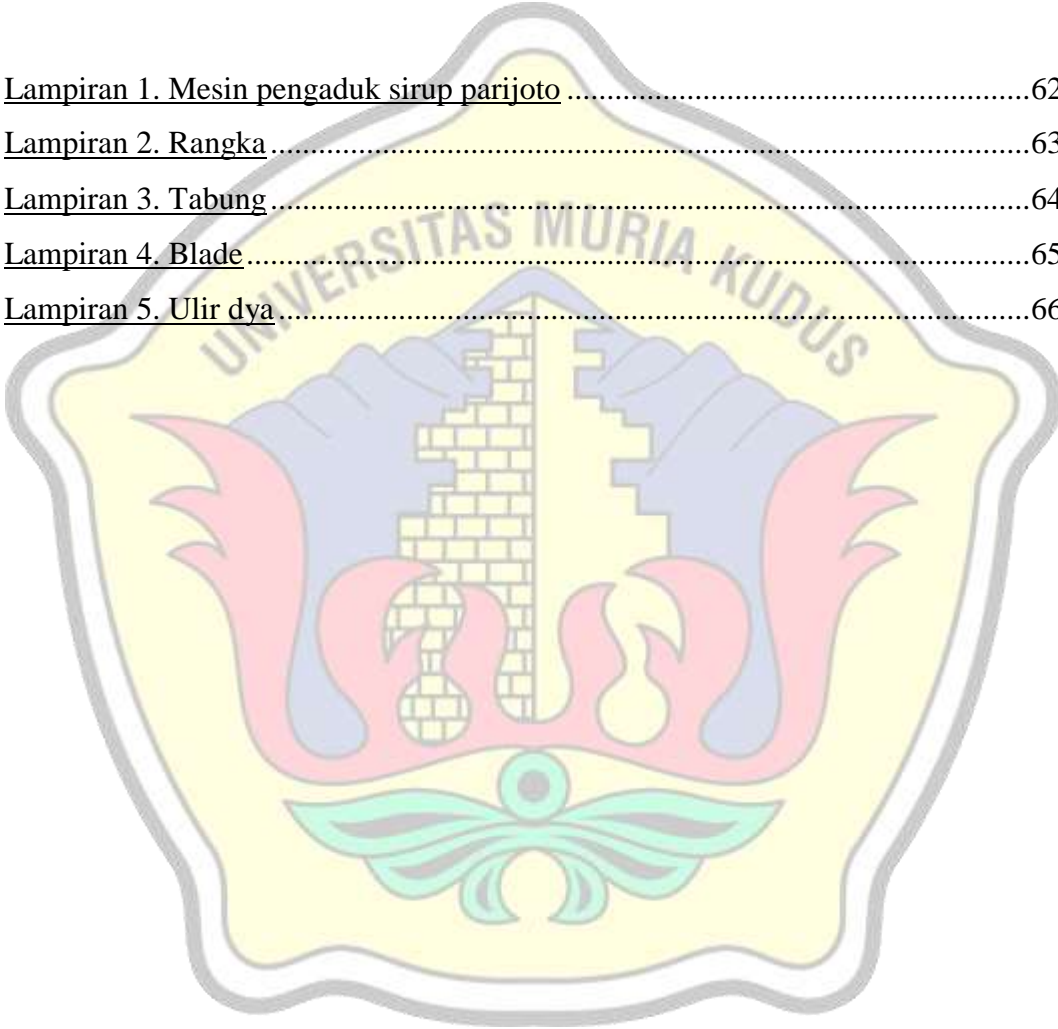 Lampiran 1. Mesin pengaduk sirup parijoto ........................................................................62
Lampiran 2. Rangka ........................................................................63
Lampiran 3. Tabung ........................................................................64
Lampiran 4. Blade ........................................................................65
Lampiran 5. Ulir dya ........................................................................66
UNIVERSITAS MURIA KUDUS